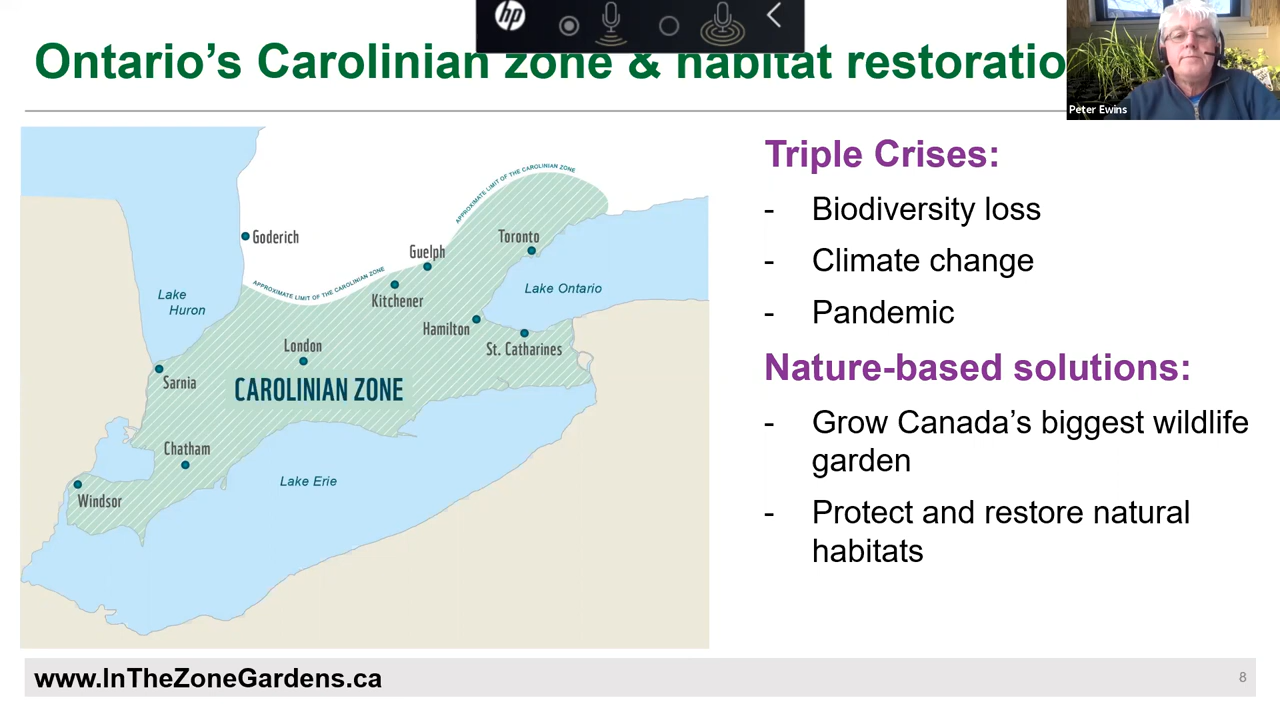 hp
Ontario's Carolinian zone & habitat restoratio
Peter Ewins
APPROXIMATE LIMIT OF THE CAROLINIAN ZONE
Goderich
Guelph
Toronto
APPROXIMATE LIMIT OF THE CAROLINIAN ZONE
Lake
Huron
Kitchener
Lake Ontario
Hamilton
London
St. Catharines
Sarnia
CAROLINIAN ZONE
Chatham
Lake Erie
Windsor
Triple Crises:
- Biodiversity loss
- Climate change
- Pandemic
Nature-based solutions:
- Grow Canada's biggest wildlife
garden
- Protect and restore natural
habitats
www.InTheZoneGardens.ca
8